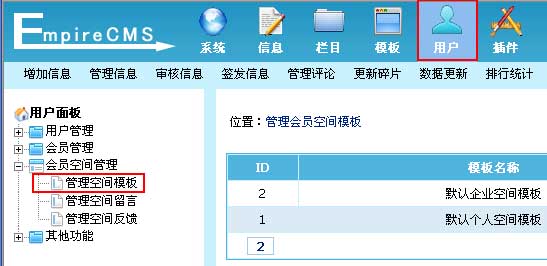 EmpireCMS
系统 信息 栏目 模板 用户 插件
增加信息 管理信息 审核信息 签发信息 管理评论 更新碎片 数据更新 排行统计
用户面板
用户管理
会员管理
会员空间管理
管理空间模板
管理空间留言
管理空间反馈
其他功能
位置：管理会员空间模板
ID 模板名称
2 默认企业空间模板
1 默认个人空间模板
2